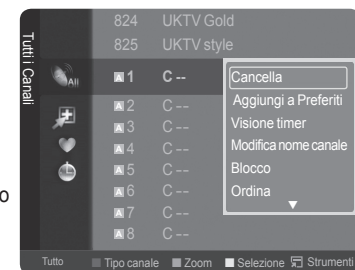 824 UKTV Gold
825 UKTV style
Tutti i Canali
All
A 1 C --
A 2 C --
A 3 C --
A 4 C --
A 5 C --
A 6 C --
A 7 C --
A 8 C --
Cancella
Aggiungi a Preferiti
Visione timer
Modifica nome canale
Blocco
Ordina
o
Tutto Tipo canale Zoom Selezione Strumenti